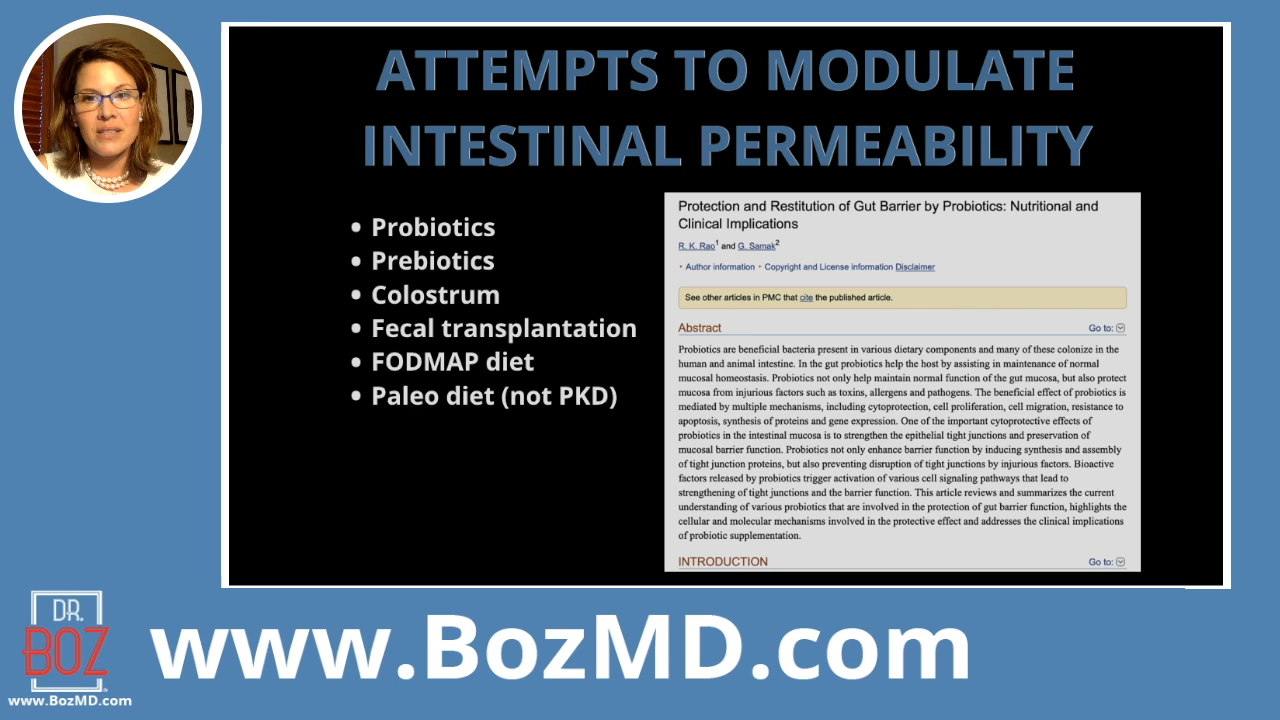 ATTEMPTS TO MODULATE
INTESTINAL PERMEABILITY
• Probiotics
• Prebiotics
• Colostrum
• Fecal transplantation
• FODMAP diet
• Paleo diet (not PKD)
Protection and Restitution of Gut Barrier by Probiotics: Nutritional and
Clinical Implications
R. K. Rao1 and G. Samak2
• Author information • Copyright and License information Disclaimer
See other articles in PMC that cite the published article.
Abstract Go to:
Probiotics are beneficial bacteria present in various dietary components and many of these colonize in the
human and animal intestine. In the gut probiotics help the host by assisting in maintenance of normal
mucosal homeostasis. Probiotics not only help maintain normal function of the gut mucosa, but also protect
mucosa from injurious factors such as toxins, allergens and pathogens. The beneficial effect of probiotics is
mediated by multiple mechanisms, including cytoprotection, cell proliferation, cell migration, resistance to
apoptosis, synthesis of proteins and gene expression. One of the important cytoprotective effects of
probiotics in the intestinal mucosa is to strengthen the epithelial tight junctions and preservation of
mucosal barrier function. Probiotics not only enhance barrier function by inducing synthesis and assembly
of tight junction proteins, but also preventing disruption of tight junctions by injurious factors. Bioactive
factors released by probiotics trigger activation of various cell signaling pathways that lead to
strengthening of tight junctions and the barrier function. This article reviews and summarizes the current
understanding of various probiotics that are involved in the protection of gut barrier function, highlights the
cellular and molecular mechanisms involved in the protective effect and addresses the clinical implications
of probiotic supplementation.
INTRODUCTION Go to:
DR.
BOZ
www.BozMD.com
www.BozMD.com